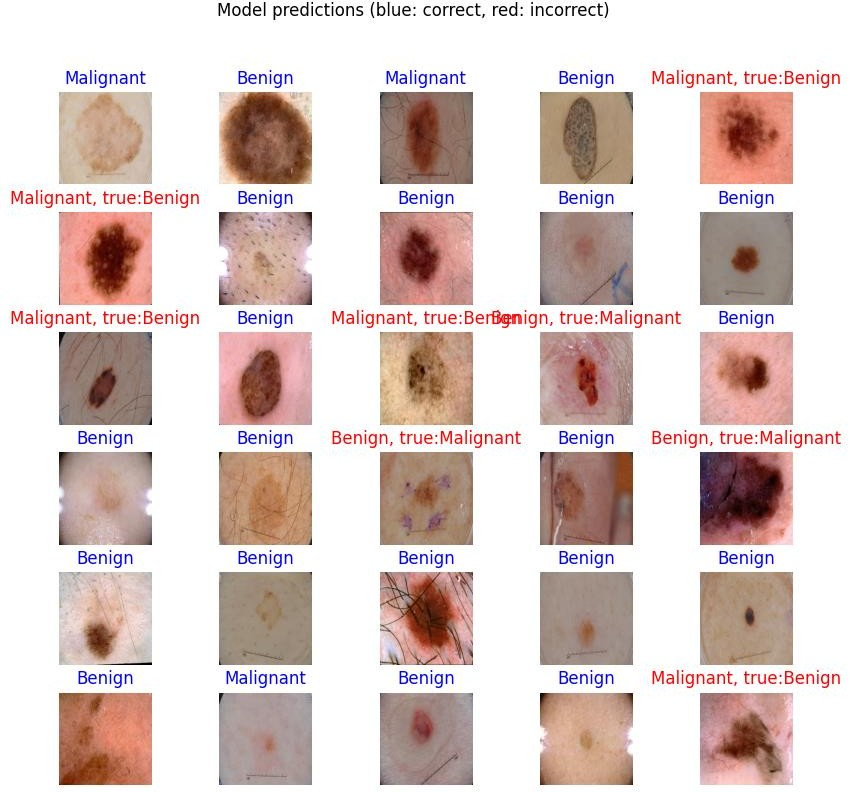 Model predictions (blue: correct, red: incorrect)
Malignant Benign Malignant Benign Malignant, true:Benign
Malignant, true:Benign Benign Benign Benign Benign
Malignant, true:Benign Benign Malignant, true:Benign Benign, true:Malignant Benign
Benign Benign Benign, true:Malignant Benign Benign, true:Malignant
Benign Benign Benign Benign Benign
Benign Malignant Benign Benign Malignant, true:Benign